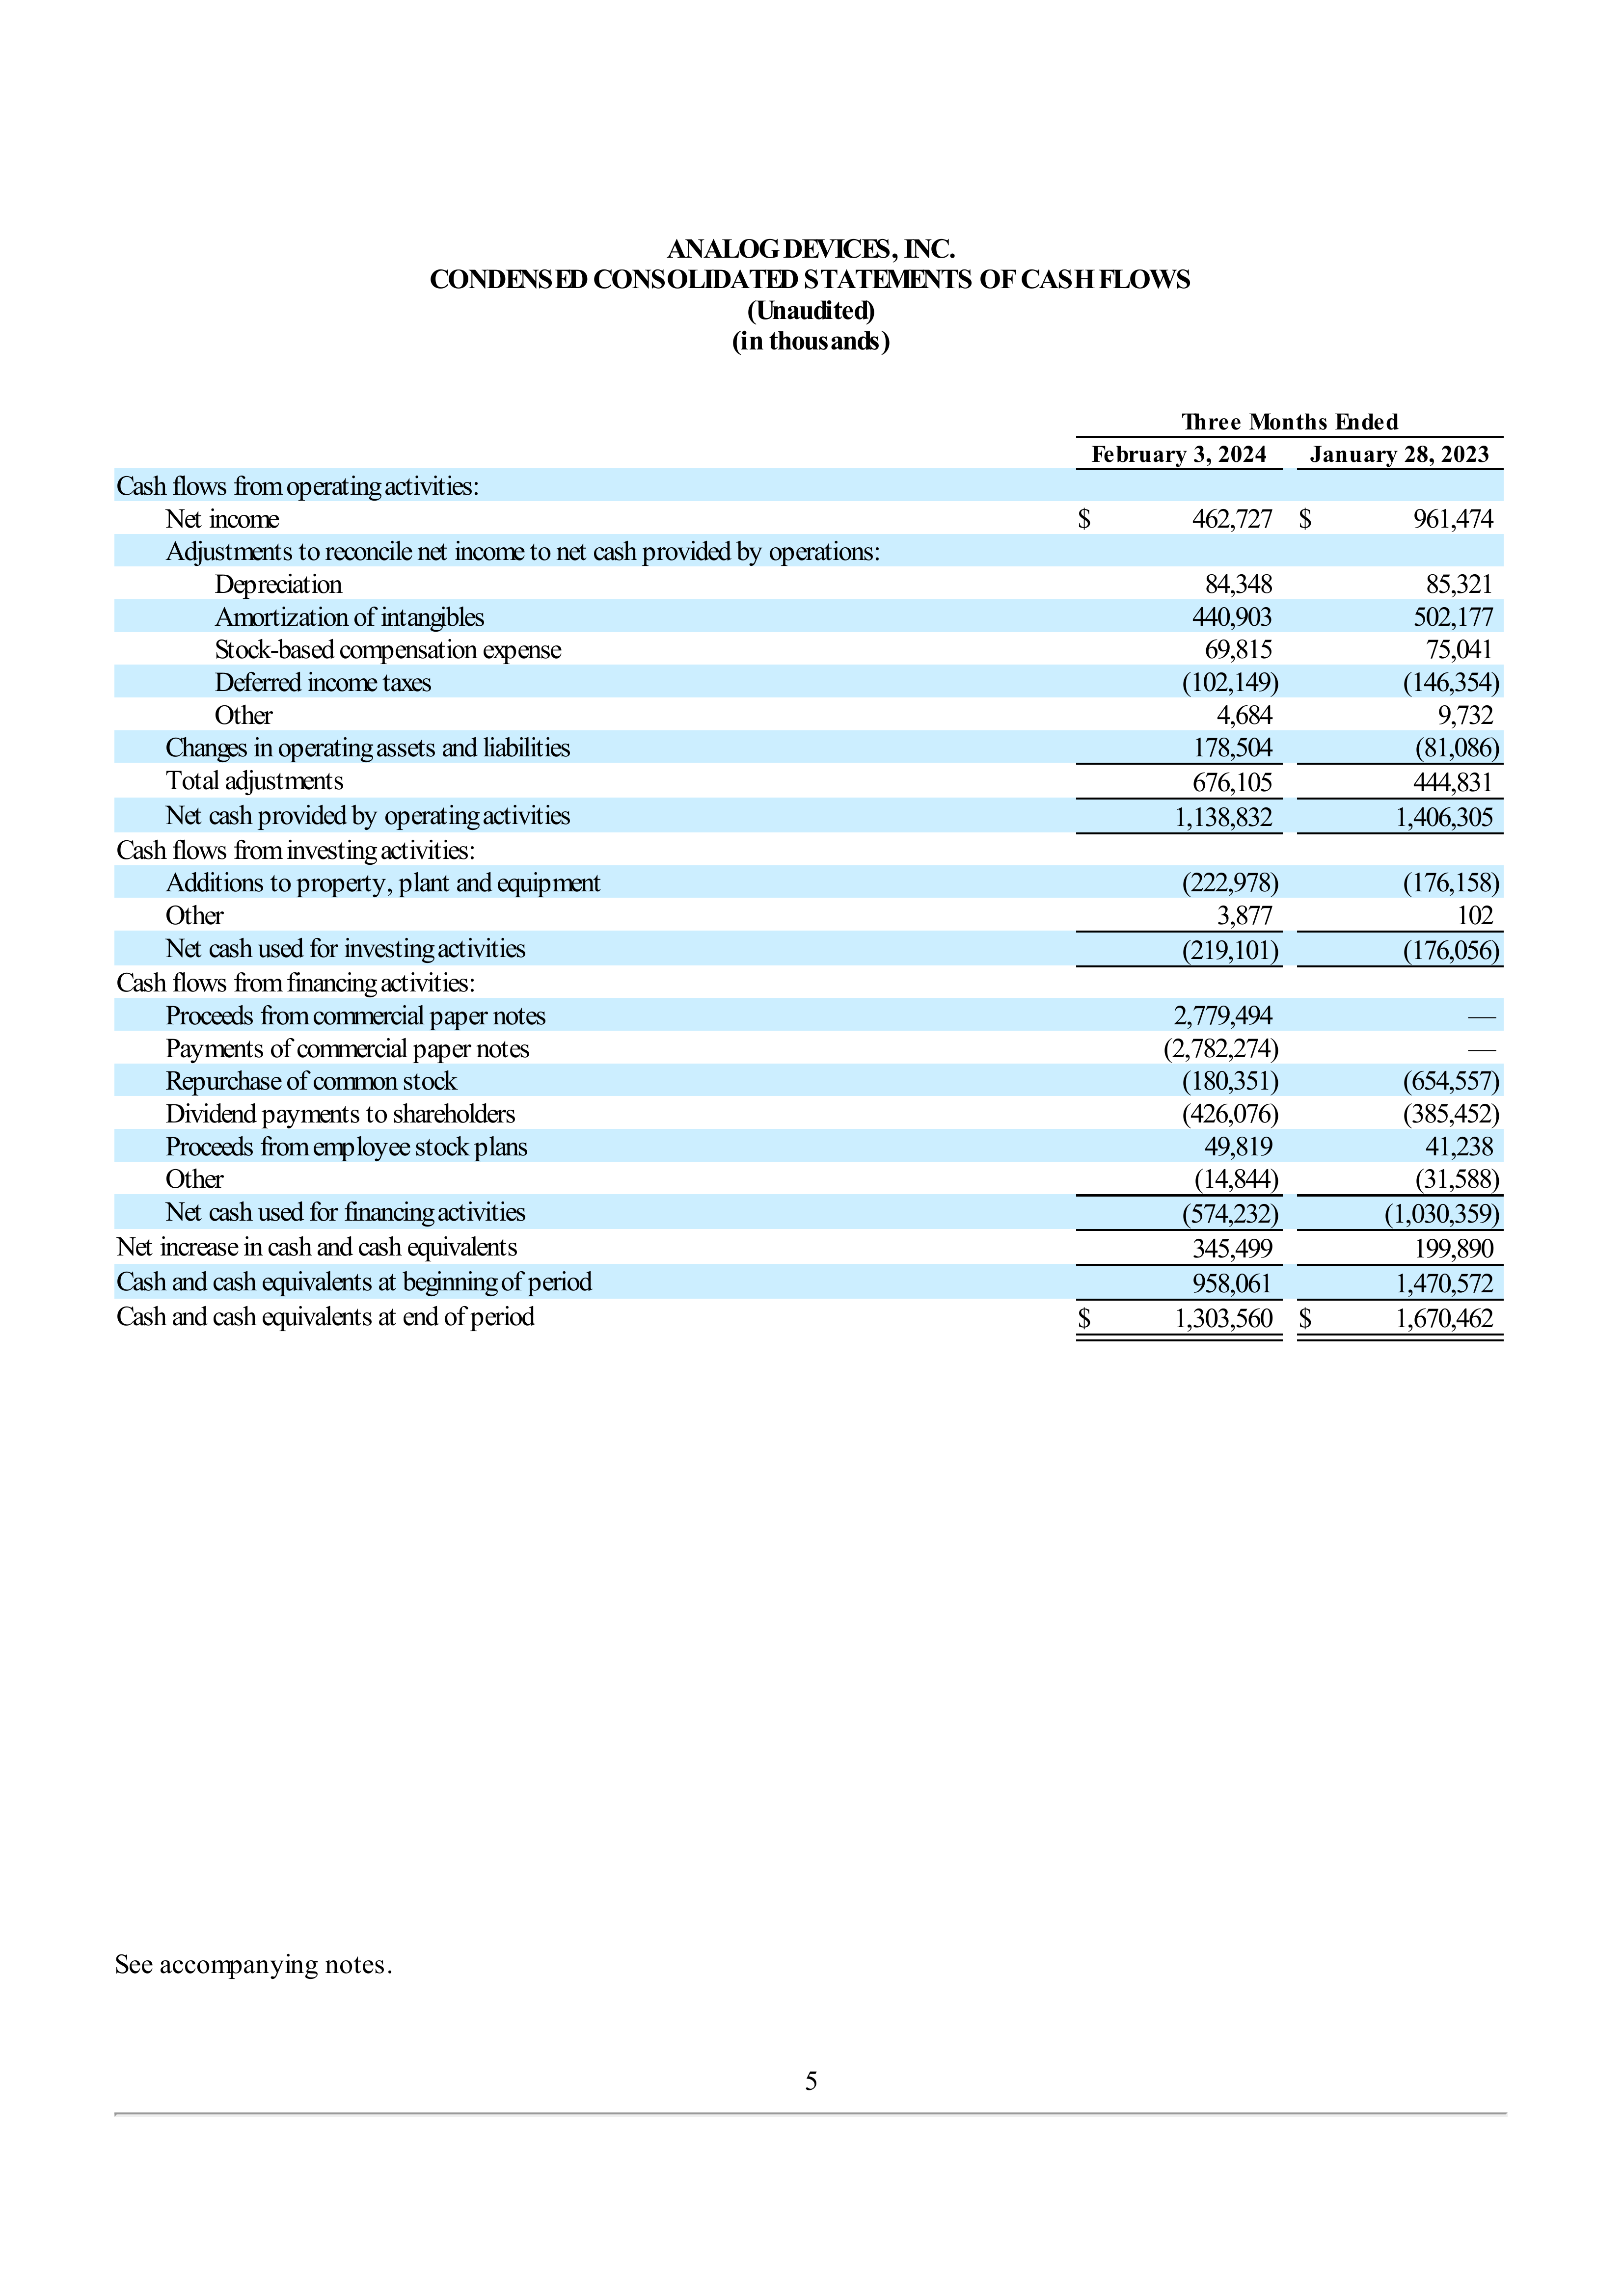 ANALOG DEVICES, INC.
CONDENSED CONSOLIDATED STATEMENTS OF CASH FLOWS
(Unaudited)
(in thousands)
Three Months Ended
February 3, 2024 January 28, 2023
Cash flows from operating activities:
Net income $ 462,727 $ 961,474
Adjustments to reconcile net income to net cash provided by operations:
Depreciation 84,348 85,321
Amortization of intangibles 440,903 502,177
Stock-based compensation expense 69,815 75,041
Deferred income taxes (102,149) (146,354)
Other 4,684 9,732
Changes in operating assets and liabilities 178,504 (81,086)
Total adjustments 676,105 444,831
Net cash provided by operating activities 1,138,832 1,406,305
Cash flows from investing activities:
Additions to property, plant and equipment (222,978) (176,158)
Other 3,877 102
Net cash used for investing activities (219,101) (176,056)
Cash flows from financing activities:
Proceeds from commercial paper notes 2,779,494 —
Payments of commercial paper notes (2,782,274) —
Repurchase of common stock (180,351) (654,557)
Dividend payments to shareholders (426,076) (385,452)
Proceeds from employee stock plans 49,819 41,238
Other (14,844) (31,588)
Net cash used for financing activities (574,232) (1,030,359)
Net increase in cash and cash equivalents 345,499 199,890
Cash and cash equivalents at beginning of period 958,061 1,470,572
Cash and cash equivalents at end of period $ 1,303,560 $ 1,670,462
See accompanying notes.
5